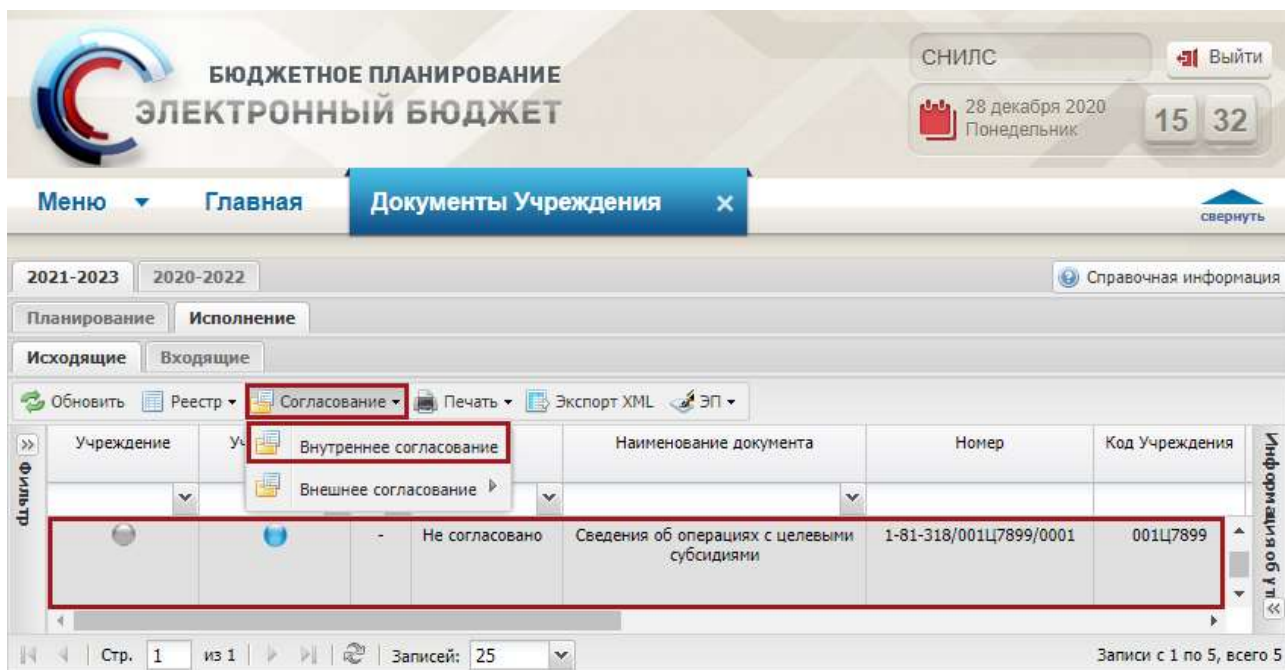 БЮДЖЕТНОЕ ПЛАНИРОВАНИЕ
ЭЛЕКТРОННЫЙ БЮДЖЕТ
СНИЛС
Выйти
28 декабря 2020
Понедельник
15 32
Меню
Главная
Документы Учреждения
свернуть
2021-2023 2020-2022
Справочная информация
Планирование Исполнение
Исходящие Входящие
Обновить Реестр Согласование Печать Экспорт XML ЭП
Внутреннее согласование
Внешнее согласование
Фильтр
Учреждение
Наименование документа
Номер
Код Учреждения
- Не согласовано Сведения об операциях с целевыми субсидиями 1-81-318/001Ц7899/0001 001Ц7899
Информация об
Стр. 1 из 1 Записей: 25
Записи с 1 по 5, всего 5